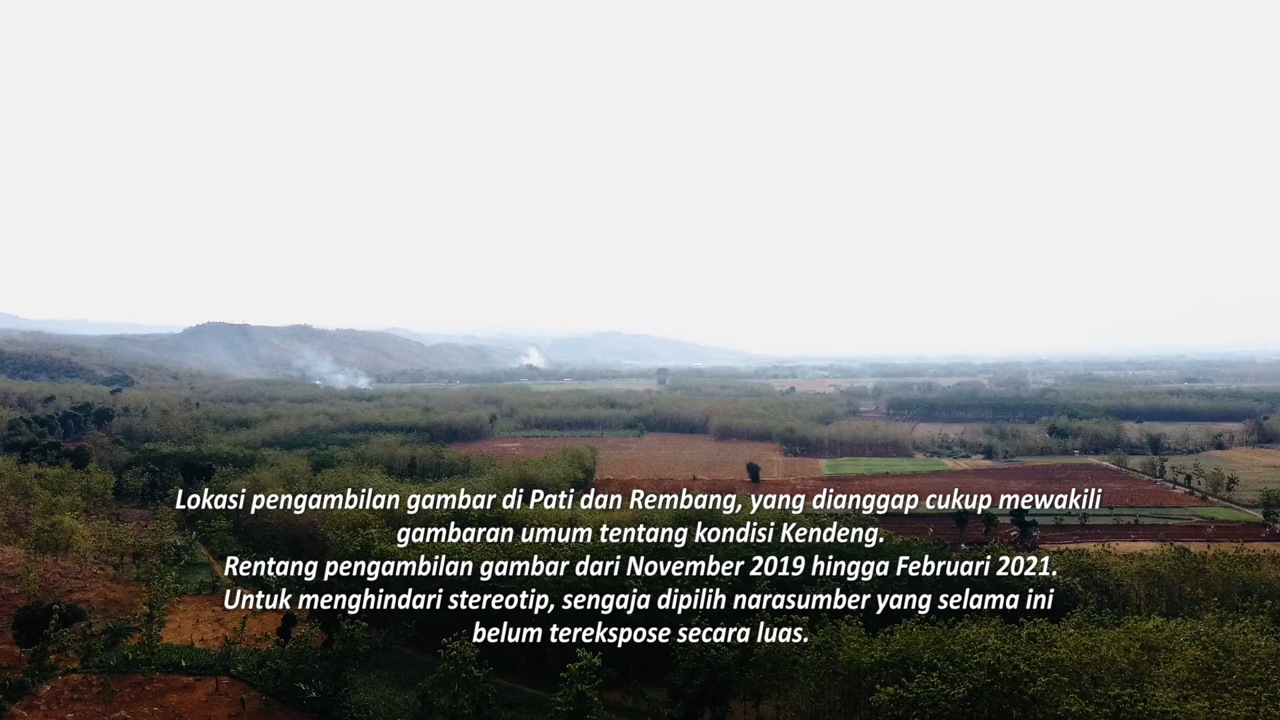 Lokasi pengambilan gambar di Pati dan Rembang, yang dianggap cukup mewakili
gambaran umum tentang kondisi Kendeng.
Rentang pengambilan gambar dari November 2019 hingga Februari 2021.
Untuk menghindari stereotip, sengaja dipilih narasumber yang selama ini
belum terekspose secara luas.